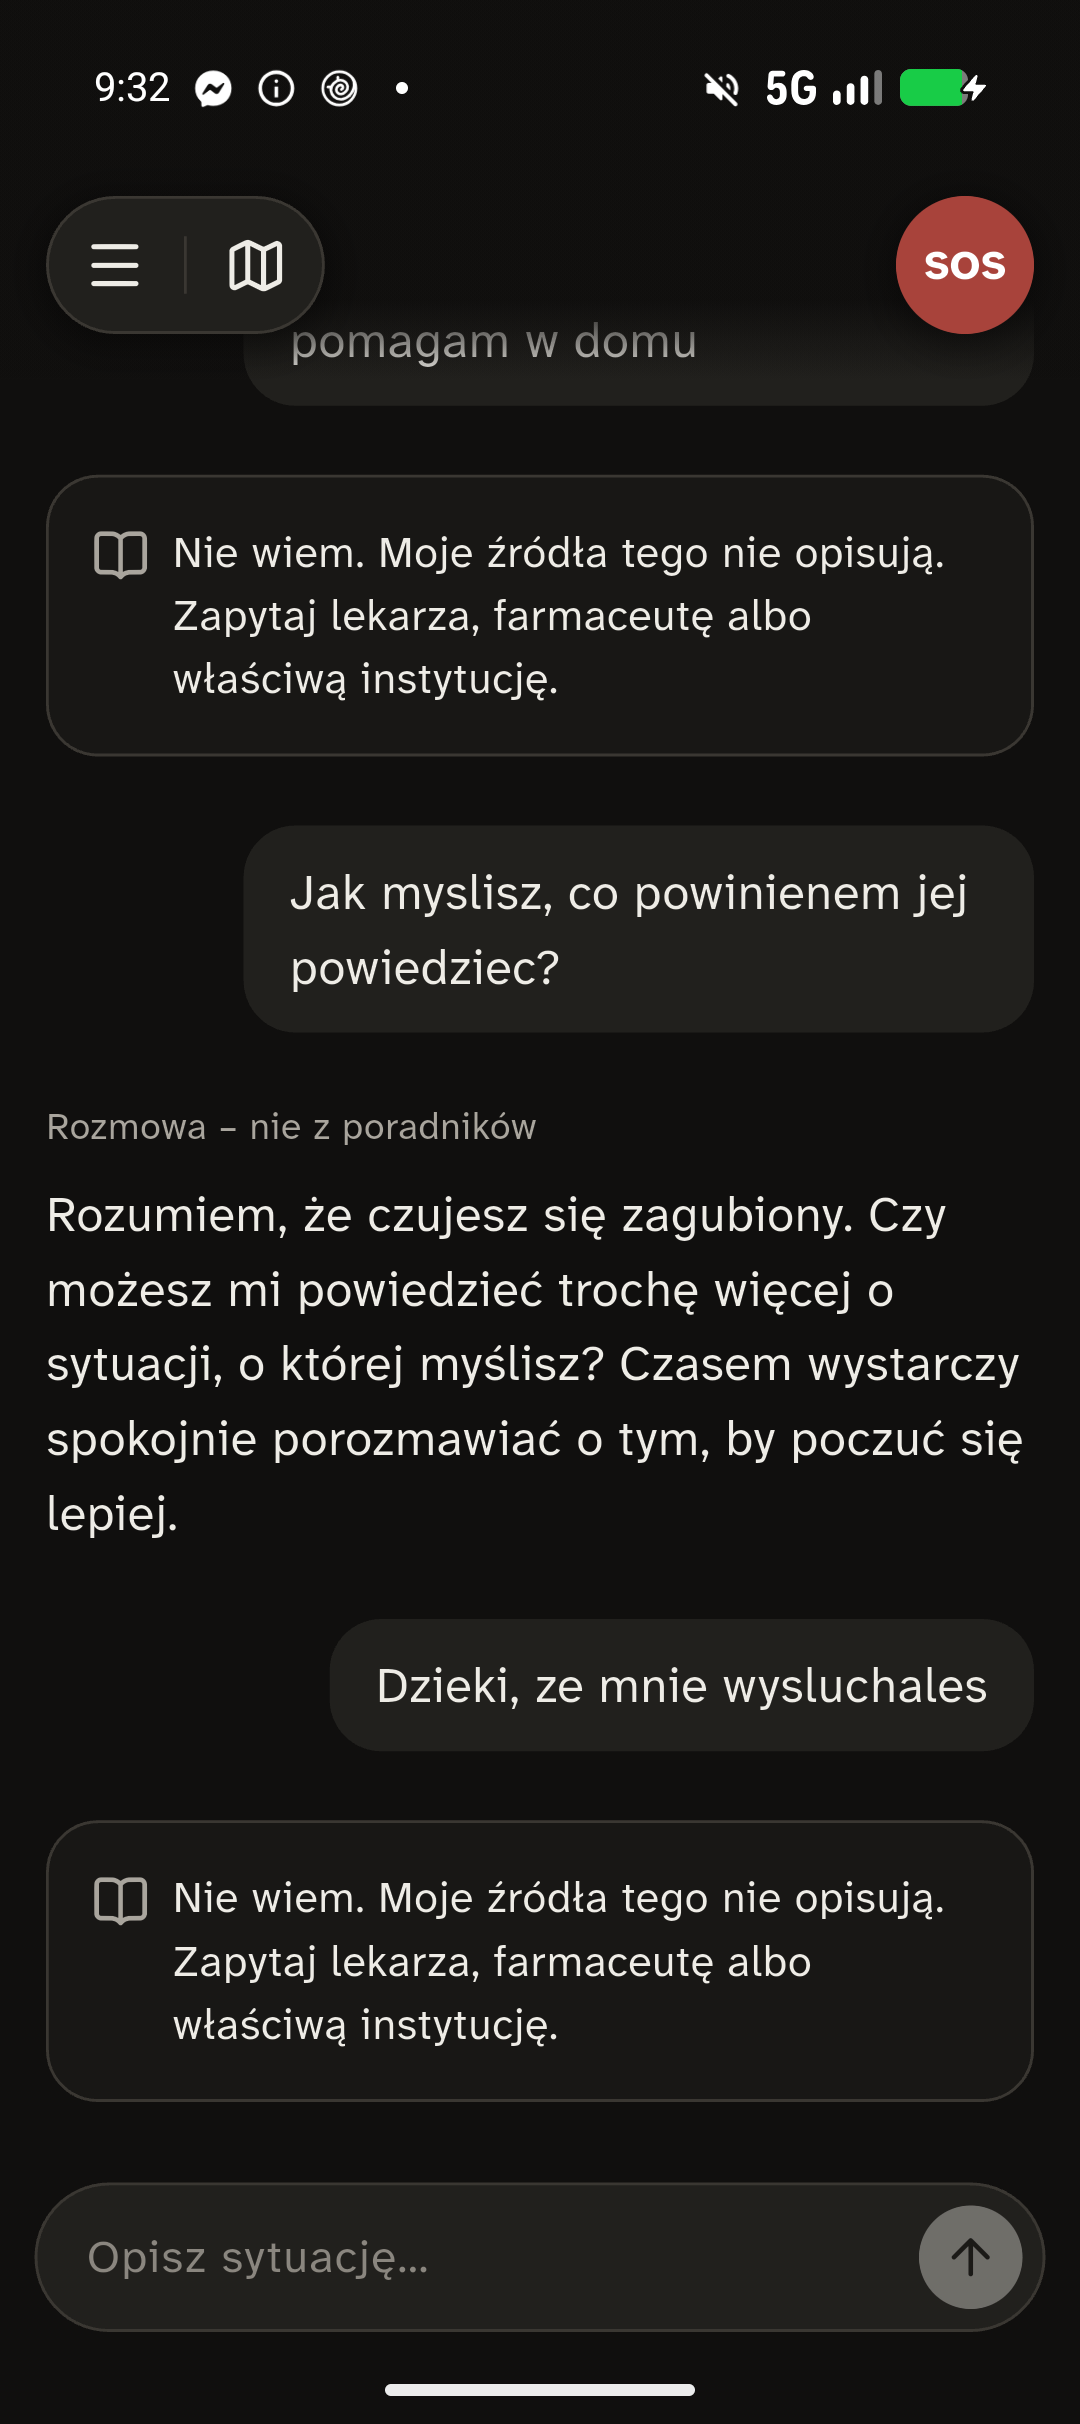 9:32
5G
SOS
pomagam w domu
Nie wiem. Moje źródła tego nie opisują.
Zapytaj lekarza, farmaceutę albo
właściwą instytucję.
Jak myslisz, co powinienem jej
powiedziec?
Rozmowa – nie z poradników
Rozumiem, że czujesz się zagubiony. Czy
możesz mi powiedzieć trochę więcej o
sytuacji, o której myślisz? Czasem wystarczy
spokojnie porozmawiać o tym, by poczuć się
lepiej.
Dzieki, ze mnie wysluchales
Nie wiem. Moje źródła tego nie opisują.
Zapytaj lekarza, farmaceutę albo
właściwą instytucję.
Opisz sytuację...